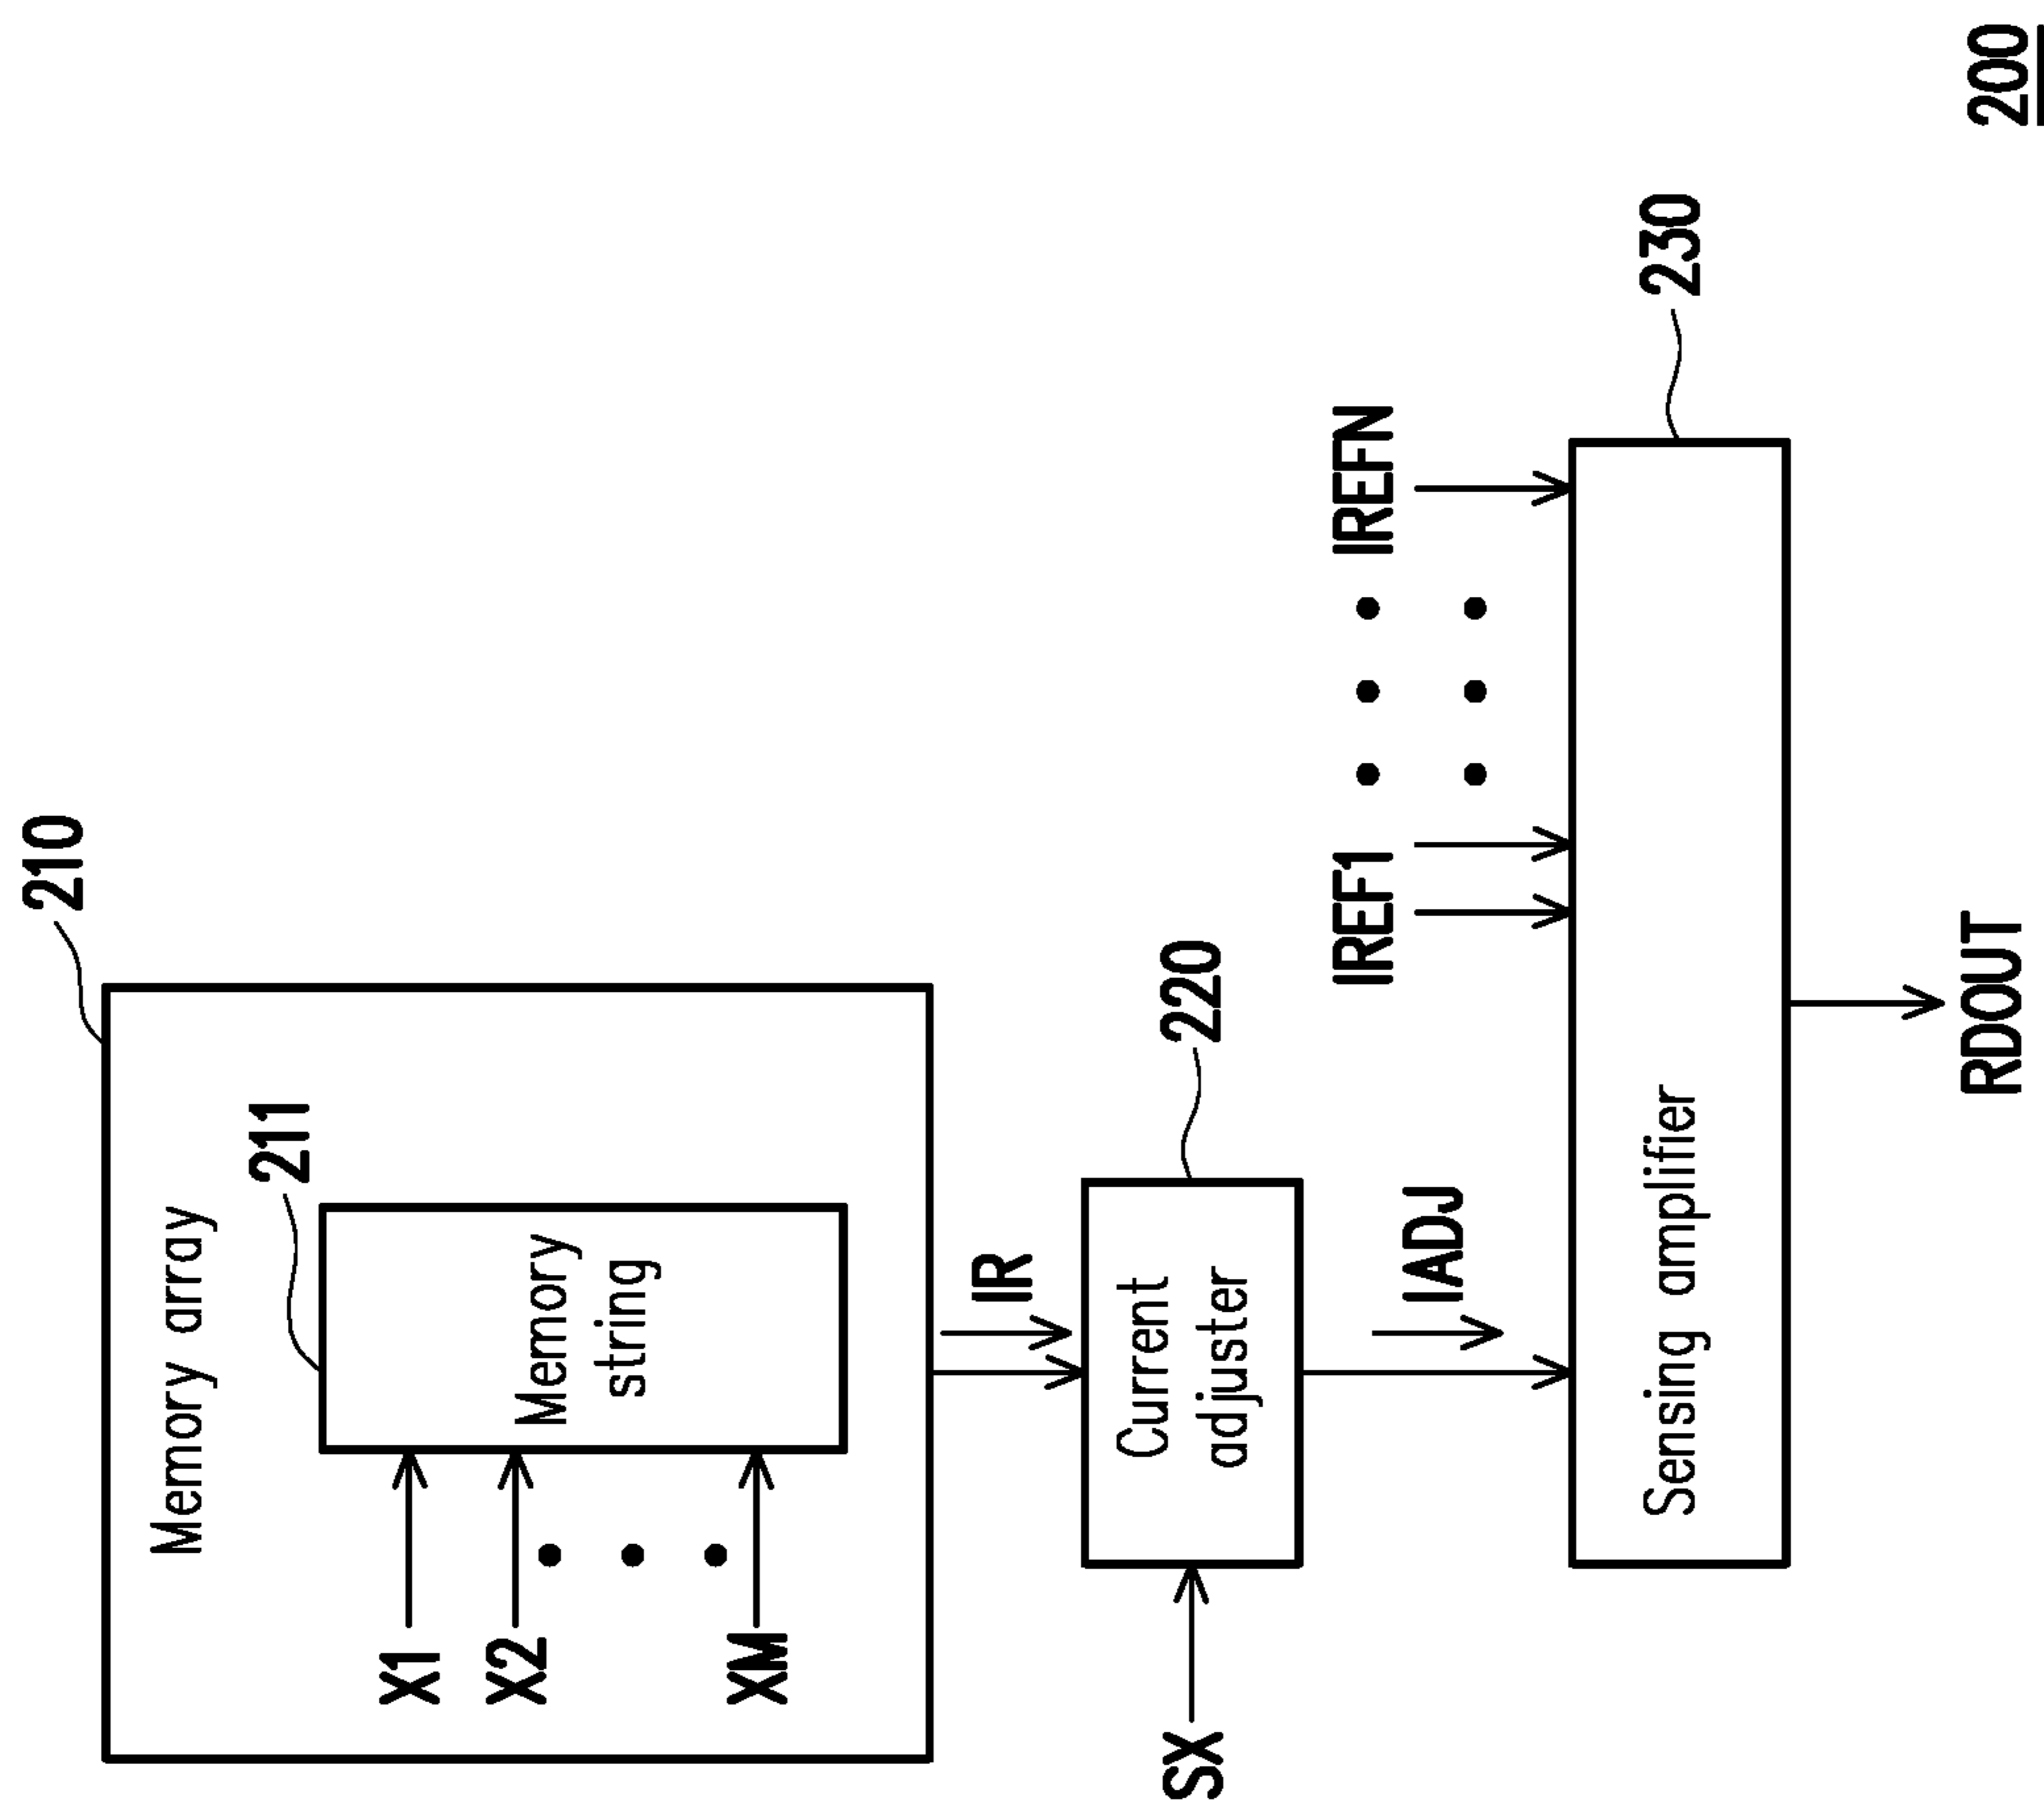 210
Memory array
211
Memory
string
X1
X2
XM
IR
220
Current
adjuster
SX
IADJ
IREF1
IREFN
230
Sensing amplifier
RDOUT
200